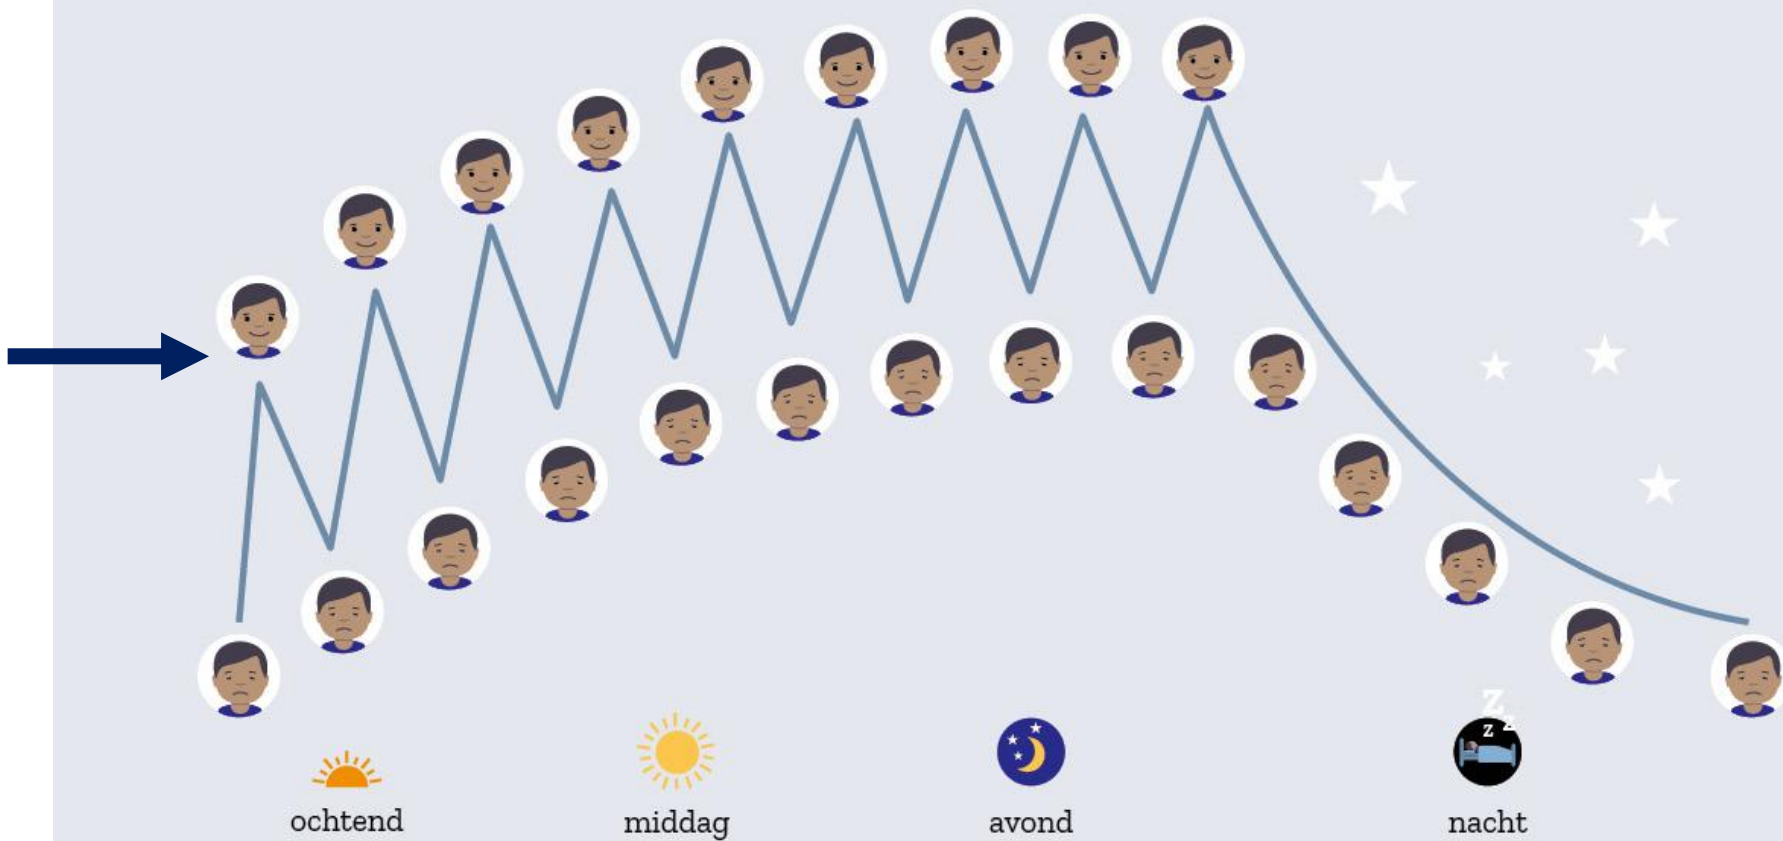 z
z
z
ochtend
middag
avond
nacht